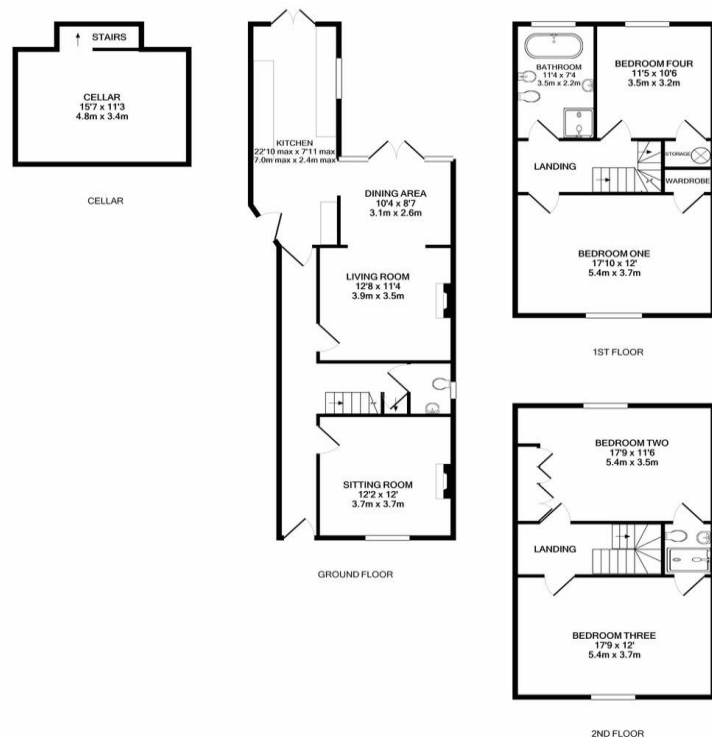 STAIRS
CELLAR
15'7 x 11'3
4.8m x 3.4m
CELLAR
KITCHEN
22'10 max x 7'11 max
7.0m max x 2.4m max
DINING AREA
10'4 x 8'7
3.1m x 2.6m
LIVING ROOM
12'8 x 11'4
3.9m x 3.5m
SITTING ROOM
12'2 x 12'
3.7m x 3.7m
GROUND FLOOR
BATHROOM
11'4 x 7'4
3.5m x 2.2m
BEDROOM FOUR
11'5 x 10'6
3.5m x 3.2m
LANDING
STORAGE
WARDROBE
BEDROOM ONE
17'10 x 12'
5.4m x 3.7m
1ST FLOOR
BEDROOM TWO
17'9 x 11'6
5.4m x 3.5m
LANDING
BEDROOM THREE
17'9 x 12'
5.4m x 3.7m
2ND FLOOR